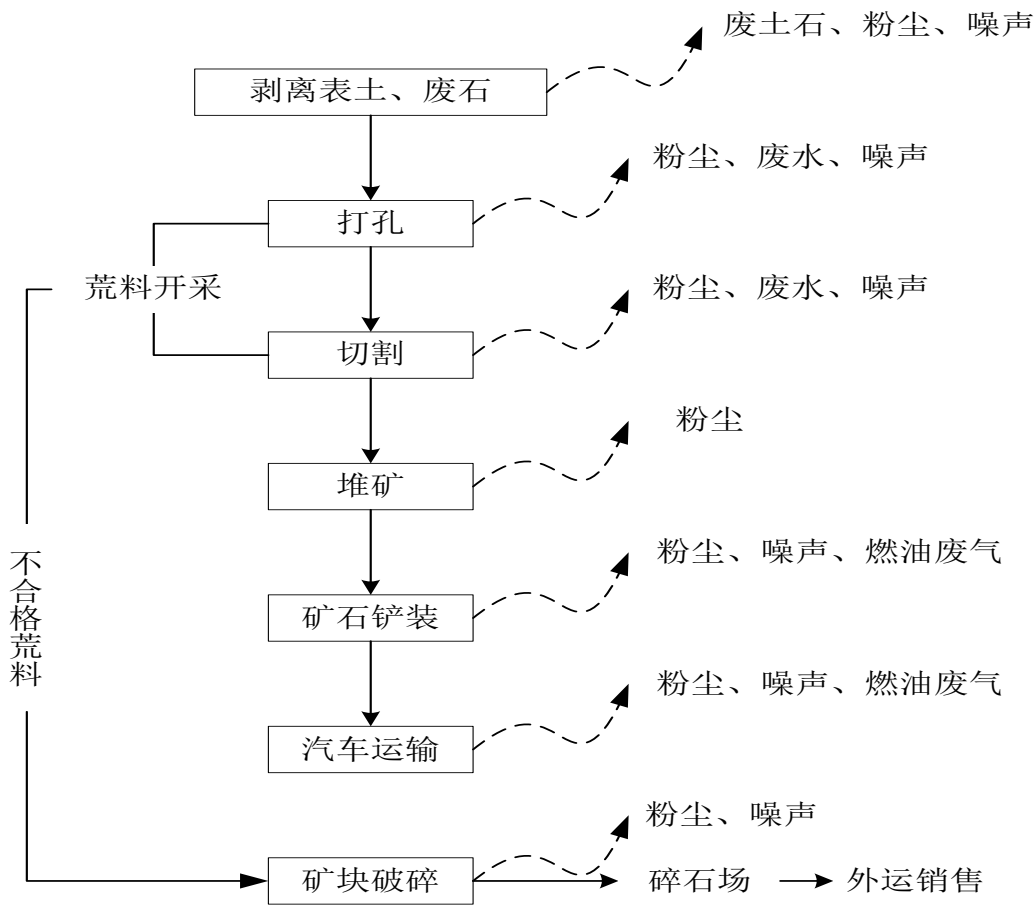 废土石、粉尘、噪声
剥离表土、废石
粉尘、废水、噪声
打孔
荒料开采
粉尘、废水、噪声
切割
粉尘
堆矿
不合格荒料
粉尘、噪声、燃油废气
矿石铲装
粉尘、噪声、燃油废气
汽车运输
粉尘、噪声
矿块破碎
碎石场
外运销售